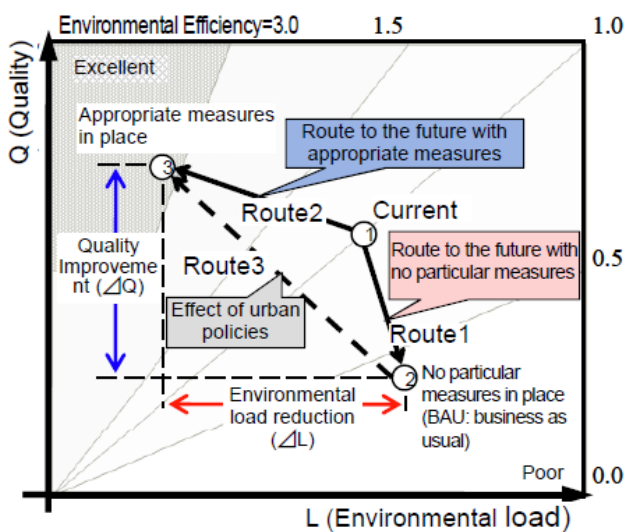 Environmental Efficiency=3.0 1.5 1.0
Excellent
Q (Quality)
Appropriate measures
in place
Route to the future with
appropriate measures
3
Route2
Current
1
Quality
Improveme
nt (⊿Q)
Route3
Route to the future with
no particular measures
0.5
Effect of urban
policies
Route1
2
No particular
measures in place
(BAU: business as
usual)
Environmental
load reduction
(⊿L)
Poor
0.0
L (Environmental load)